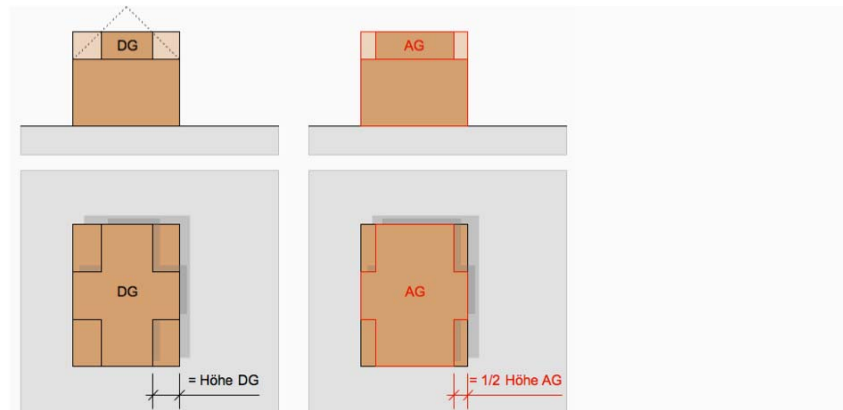 DG
AG
DG
AG
= Höhe DG
= 1/2 Höhe AG